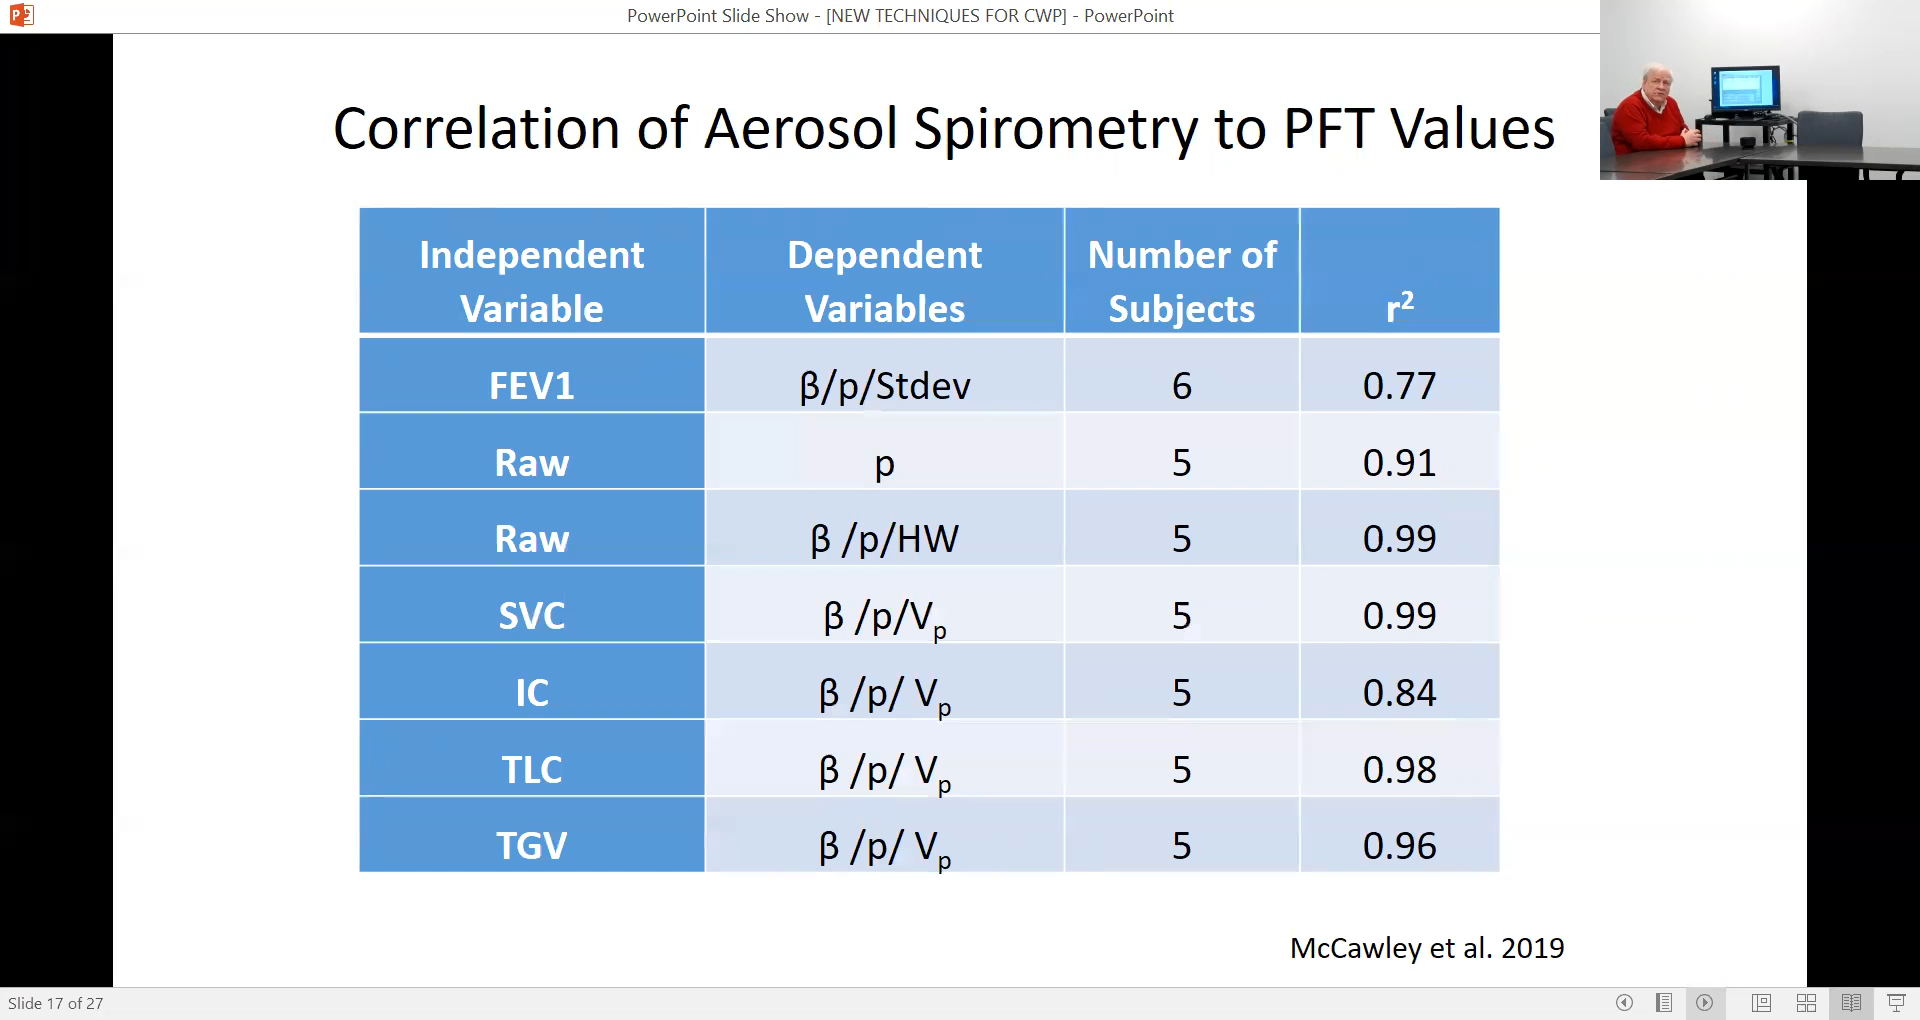 PowerPoint Slide Show - [NEW TECHNIQUES FOR CWP] - PowerPoint
Correlation of Aerosol Spirometry to PFT Values
Independent Variable Dependent Variables Number of Subjects r²
FEV1 β/p/Stdev 6 0.77
Raw p 5 0.91
Raw β /p/HW 5 0.99
SVC β /p/Vp 5 0.99
IC β /p/ Vp 5 0.84
TLC β /p/ Vp 5 0.98
TGV β /p/ Vp 5 0.96
McCawley et al. 2019
Slide 17 of 27